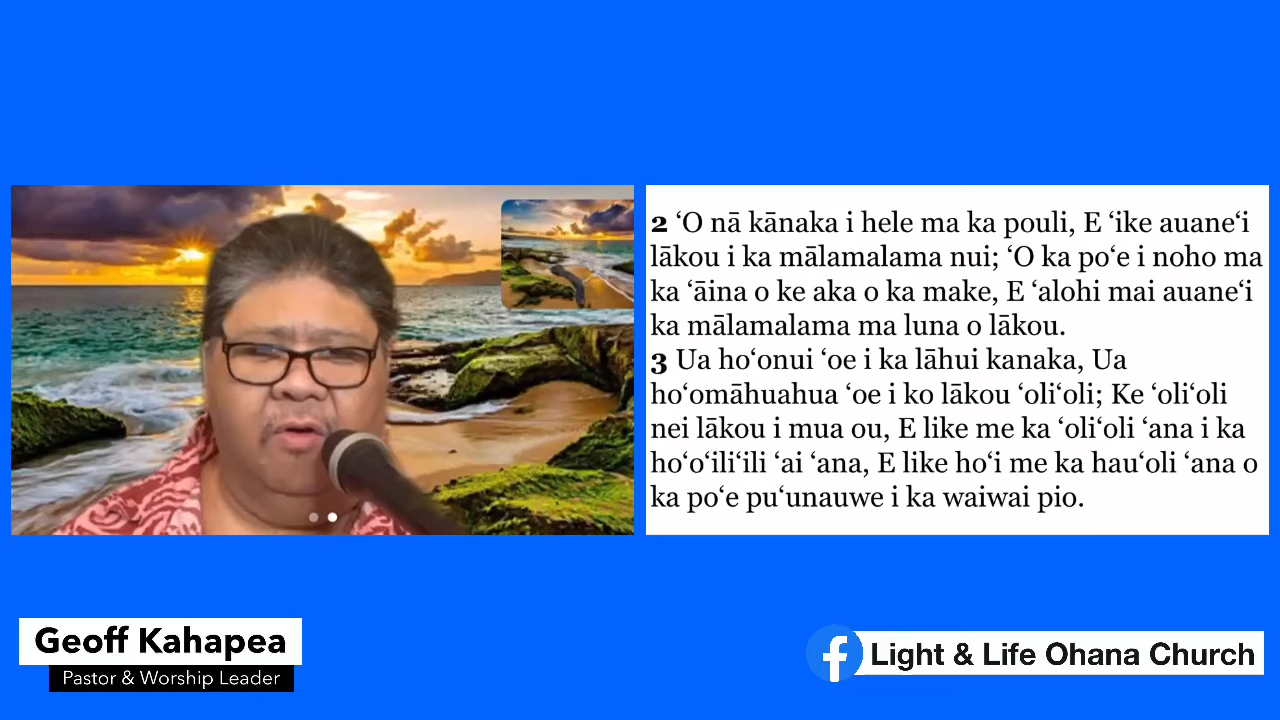 2 ʻO nā kānaka i hele ma ka pouli, E ʻike auaneʻi
lākou i ka mālamalama nui; ʻO ka poʻe i noho ma
ka ʻāina o ke aka o ka make, E ʻalohi mai auaneʻi
ka mālamalama ma luna o lākou.
3 Ua hoʻonui ʻoe i ka lāhui kanaka, Ua
hoʻomāhuahua ʻoe i ko lākou ʻoliʻoli; Ke ʻoliʻoli
nei lākou i mua ou, E like me ka ʻoliʻoli ʻana i ka
hoʻoʻiliʻili ʻai ʻana, E like hoʻi me ka hauʻoli ʻana o
ka poʻe puʻunauwe i ka waiwai pio.
Geoff Kahapea
Pastor & Worship Leader
Light & Life Ohana Church